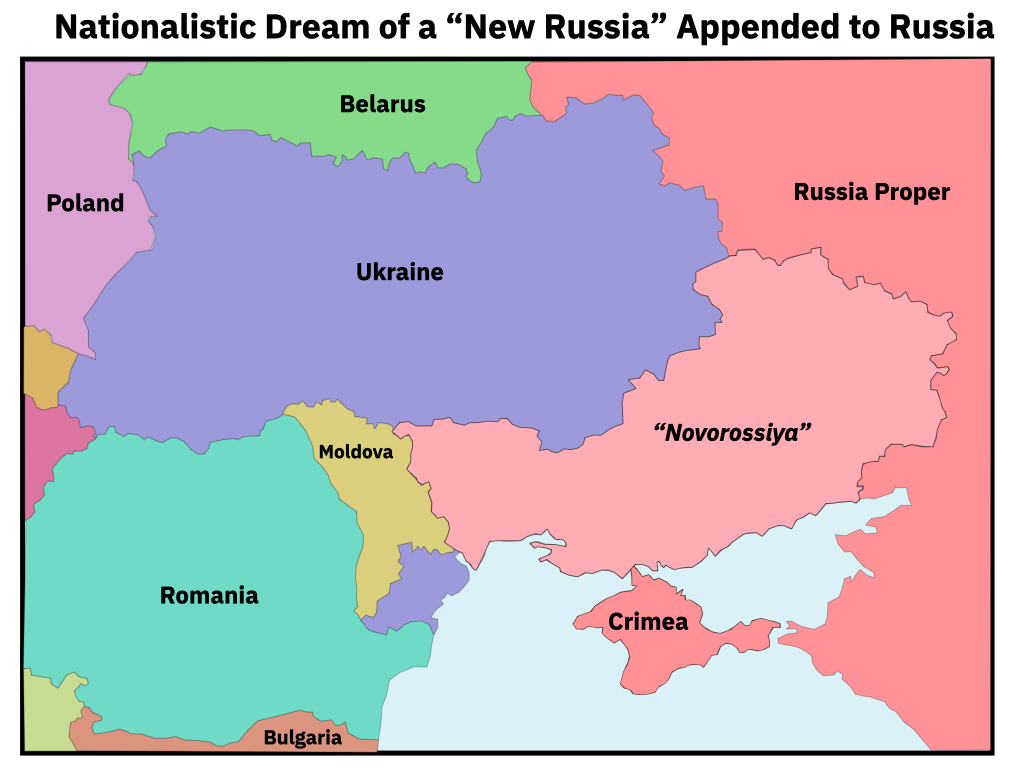 Nationalistic Dream of a “New Russia” Appended to Russia
Belarus
Russia Proper
Poland
Ukraine
“Novorossiya”
Moldova
Romania
Crimea
Bulgaria